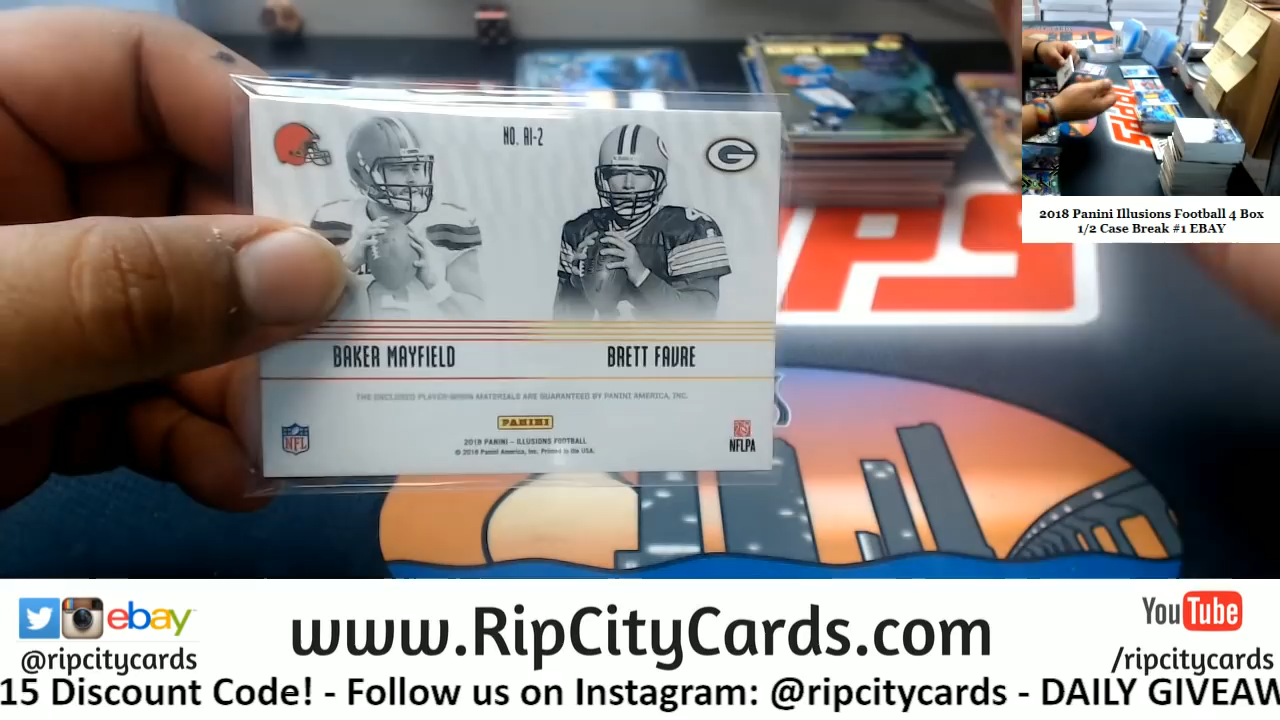 NO. AI-2
G
BAKER MAYFIELD
BRETT FAVRE
THE ENCLOSED PLAYER-WORN MATERIALS ARE GUARANTEED BY PANINI AMERICA, INC.
PANINI
2018 PANINI – ILLUSIONS FOOTBALL
© 2018 Panini America, Inc. Printed in the USA.
NFL
NFLPA
2018 Panini Illusions Football 4 Box
1/2 Case Break #1 EBAY
ebay
@ripcitycards
www.RipCityCards.com
YouTube
/ripcitycards
15 Discount Code! - Follow us on Instagram: @ripcitycards - DAILY GIVEAW